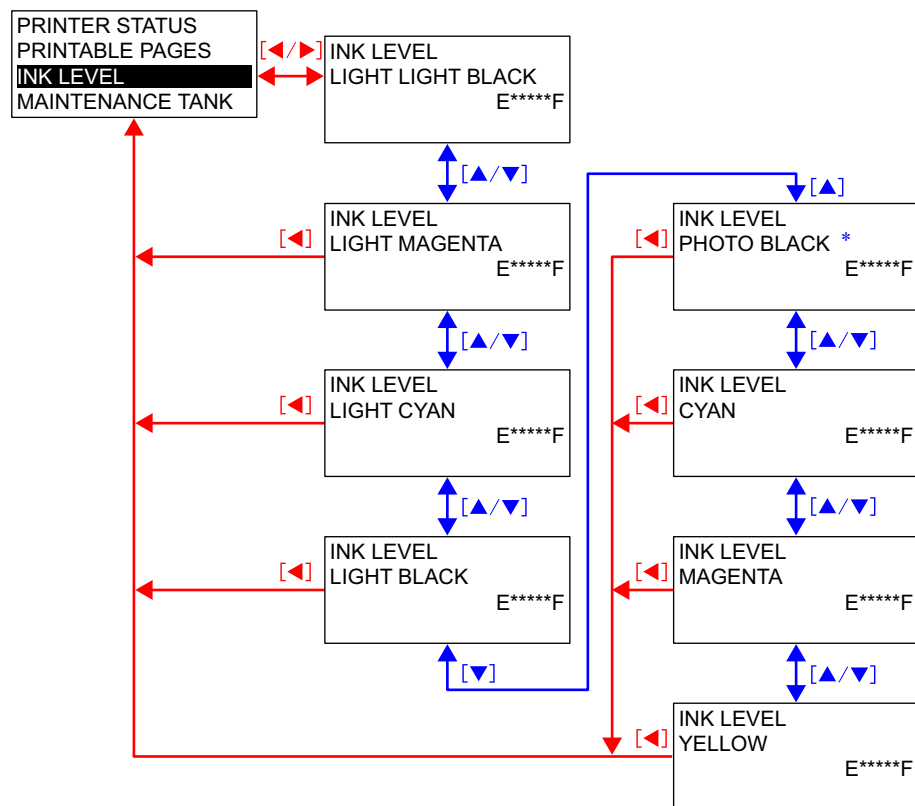 PRINTER STATUS
PRINTABLE PAGES
INK LEVEL
MAINTENANCE TANK
[◀/▶]
INK LEVEL
LIGHT LIGHT BLACK
E*****F
[▲/▼]
[◀]
INK LEVEL
LIGHT MAGENTA
E*****F
[▲/▼]
[◀]
INK LEVEL
LIGHT CYAN
E*****F
[▲/▼]
[◀]
INK LEVEL
LIGHT BLACK
E*****F
[▼]
[▲]
[◀]
INK LEVEL
PHOTO BLACK *
E*****F
[▲/▼]
[◀]
INK LEVEL
CYAN
E*****F
[▲/▼]
[◀]
INK LEVEL
MAGENTA
E*****F
[▲/▼]
[◀]
INK LEVEL
YELLOW
E*****F